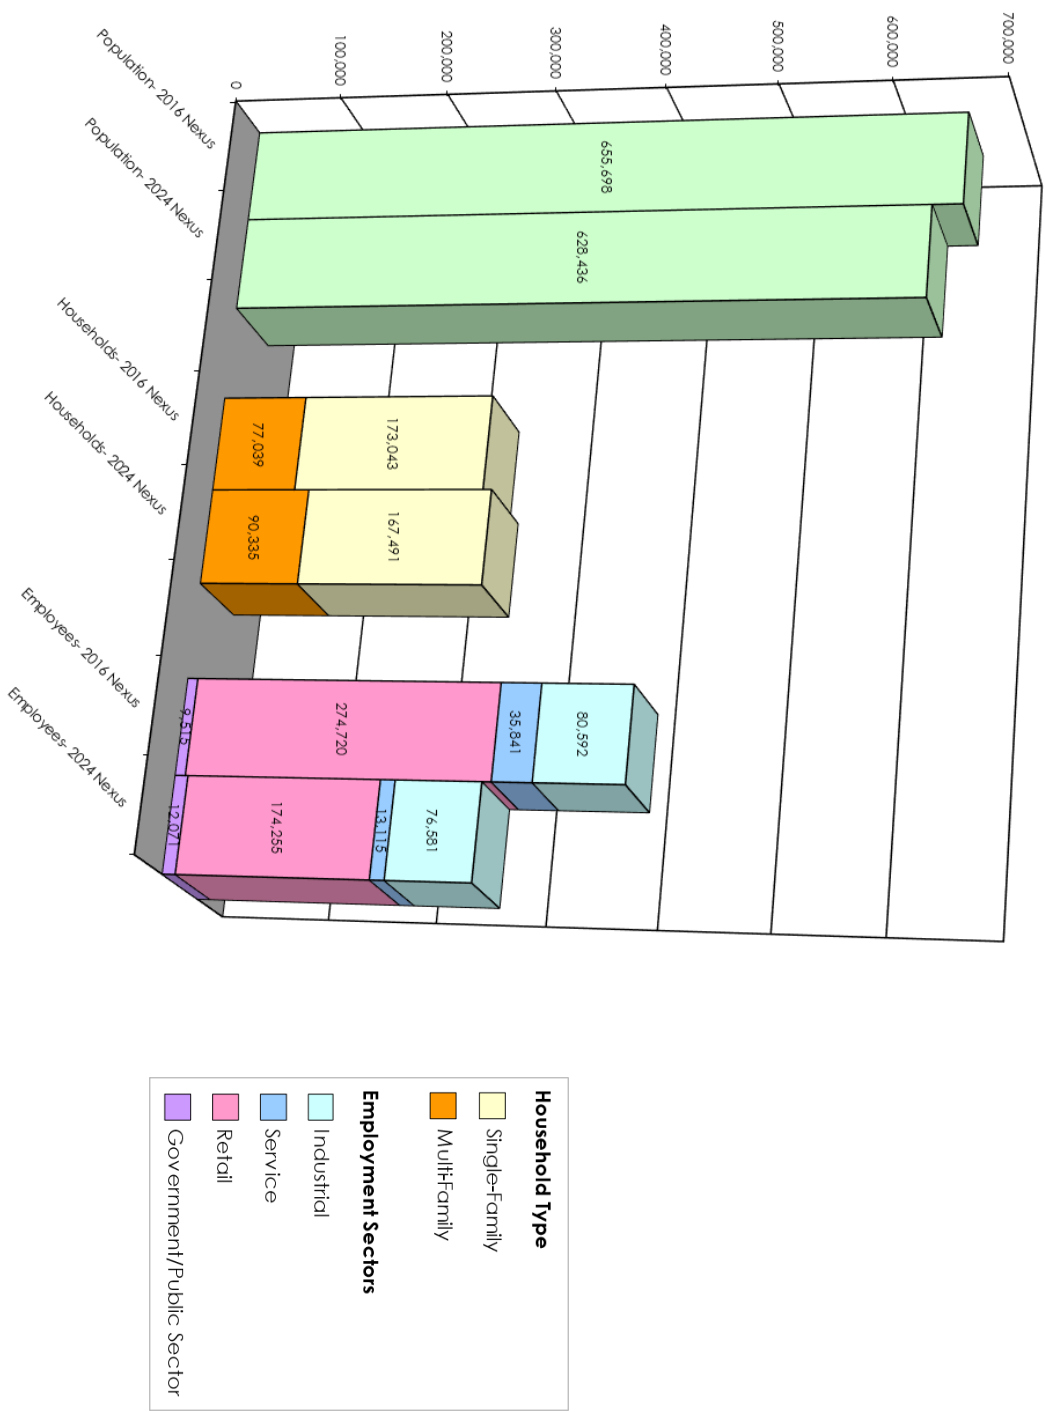 700,000
600,000
500,000
400,000
300,000
200,000
100,000
0
655,698
628,436
173,043
77,039
167,491
90,335
80,592
35,841
274,720
9,515
76,581
13,115
174,255
12,071
Population- 2016 Nexus
Population- 2024 Nexus
Households- 2016 Nexus
Households- 2024 Nexus
Employees- 2016 Nexus
Employees- 2024 Nexus
Household Type
Single-Family
Multi-Family
Employment Sectors
Industrial
Service
Retail
Government/Public Sector